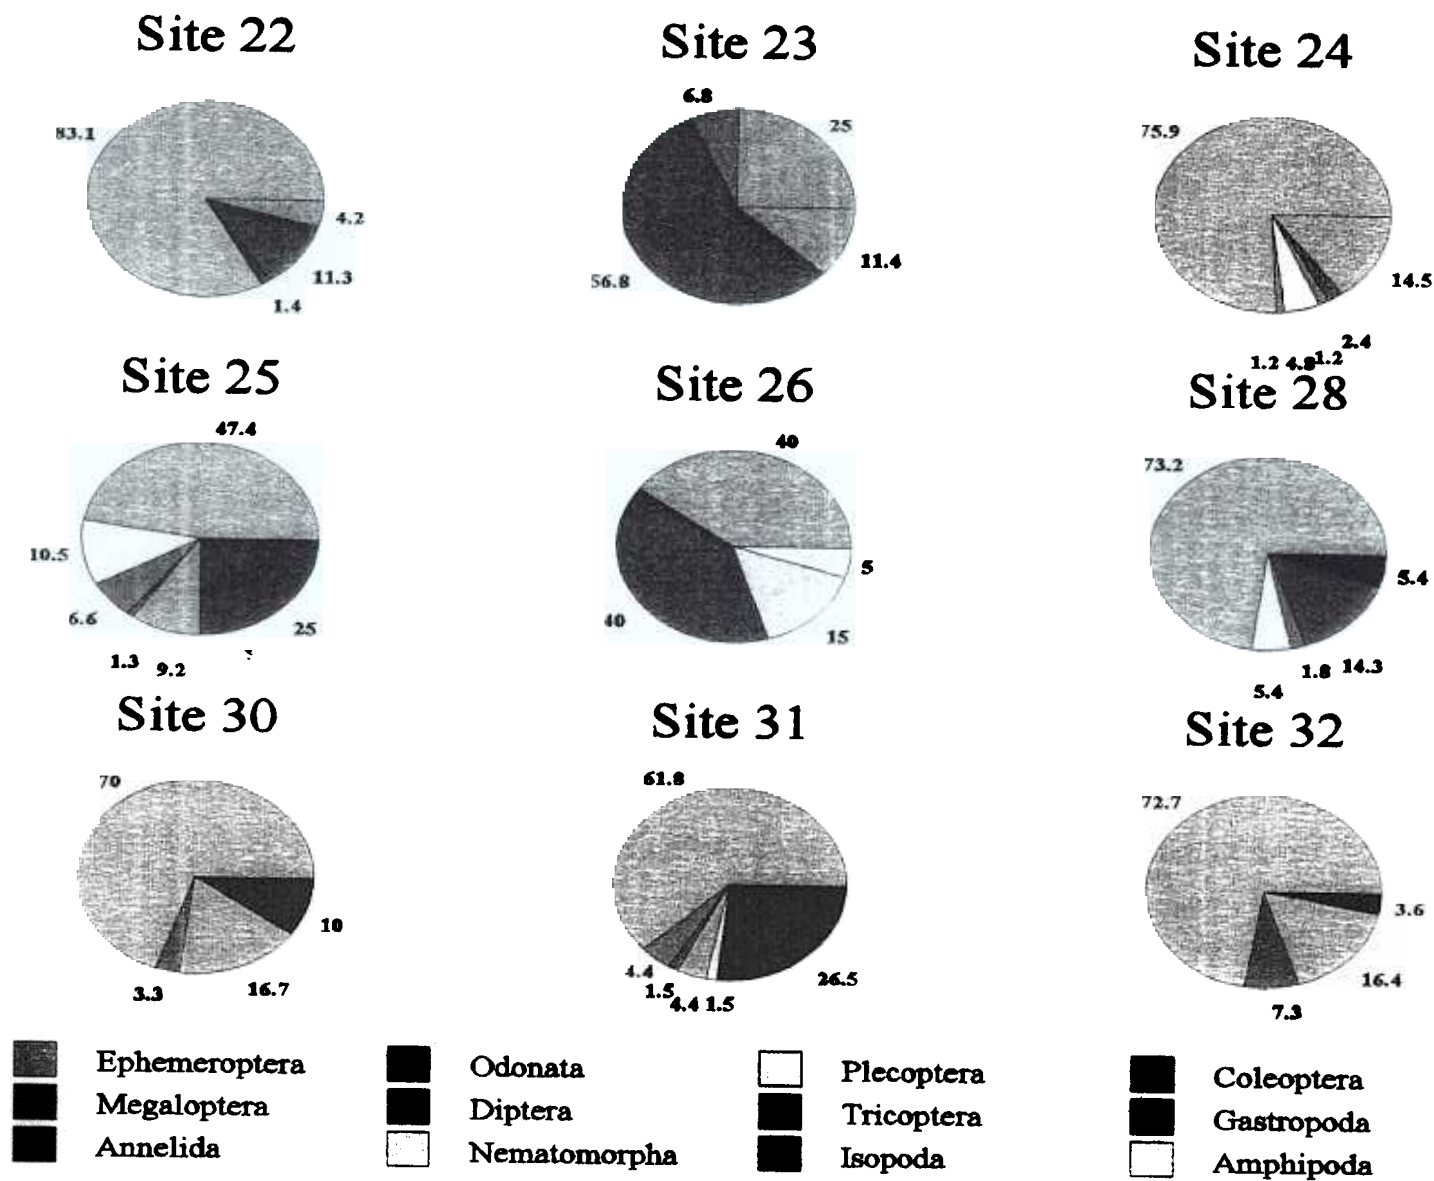 Site 22
Site 23
Site 24
83.1
4.2
11.3
1.4
6.8
25
11.4
56.8
75.9
14.5
2.4
1.2 4.8 1.2
Site 25
Site 26
Site 28
47.4
10.5
6.6
1.3 9.2
25
40
5
15
40
73.2
5.4
14.3
1.8
5.4
Site 30
Site 31
Site 32
70
10
16.7
3.3
61.8
4.4
1.5
4.4 1.5
26.5
72.7
3.6
16.4
7.3
Ephemeroptera
Megaloptera
Annelida
Odonata
Diptera
Nematomorpha
Plecoptera
Tricoptera
Isopoda
Coleoptera
Gastropoda
Amphipoda